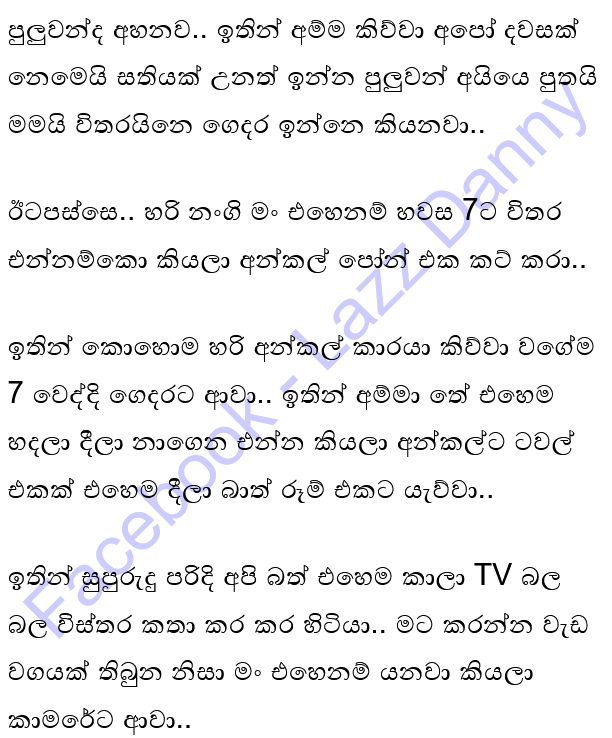 පුලුවන්ද අහනව.. ඉතින් අම්ම කිව්වා අපෝ දවසක්
නෙමෙයි සතියක් උනත් ඉන්න පුලුවන් අයියෙ පුතයි
මමයි විතරයිනෙ ගෙදර ඉන්නෙ කියනවා..
ඊටපස්සෙ.. හරි නංගි මං එහෙනම් හවස 7ට විතර
එන්නම්කො කියලා අන්කල් පෝන් එක කට් කරා..
ඉතින් කොහොම හරි අන්කල් කාරයා කිව්වා වගේම
7 වෙද්දි ගෙදරට ආවා.. ඉතින් අම්මා තේ එහෙම
හදලා දීලා නාගෙන එන්න කියලා අන්කල්ට ටවල්
එකක් එහෙම දීලා බාත් රූම් එකට යැව්වා..
ඉතින් සුපුරුදු පරිදි අපි බත් එහෙම කාලා TV බල
බල විස්තර කතා කර කර හිටියා.. මට කරන්න වැඩ
වගයක් තිබුන නිසා මං එහෙනම් යනවා කියලා
කාමරේට ආවා..
Facebook - Lazz Danny